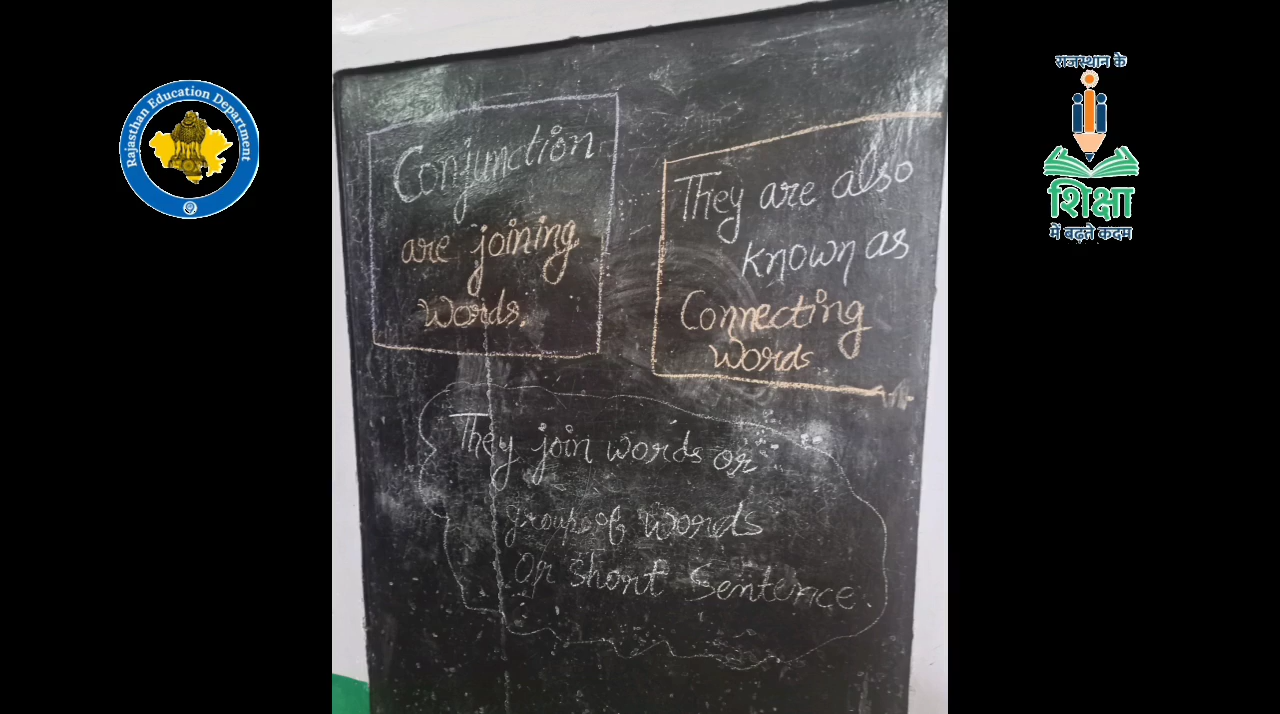 Rajasthan Education Department
राजस्थान के
शिक्षा
में बढ़ते कदम
Conjunction
are joining
words.
They are also
known as
Connecting
Words
They join words or
groups of words
Or Short Sentence.